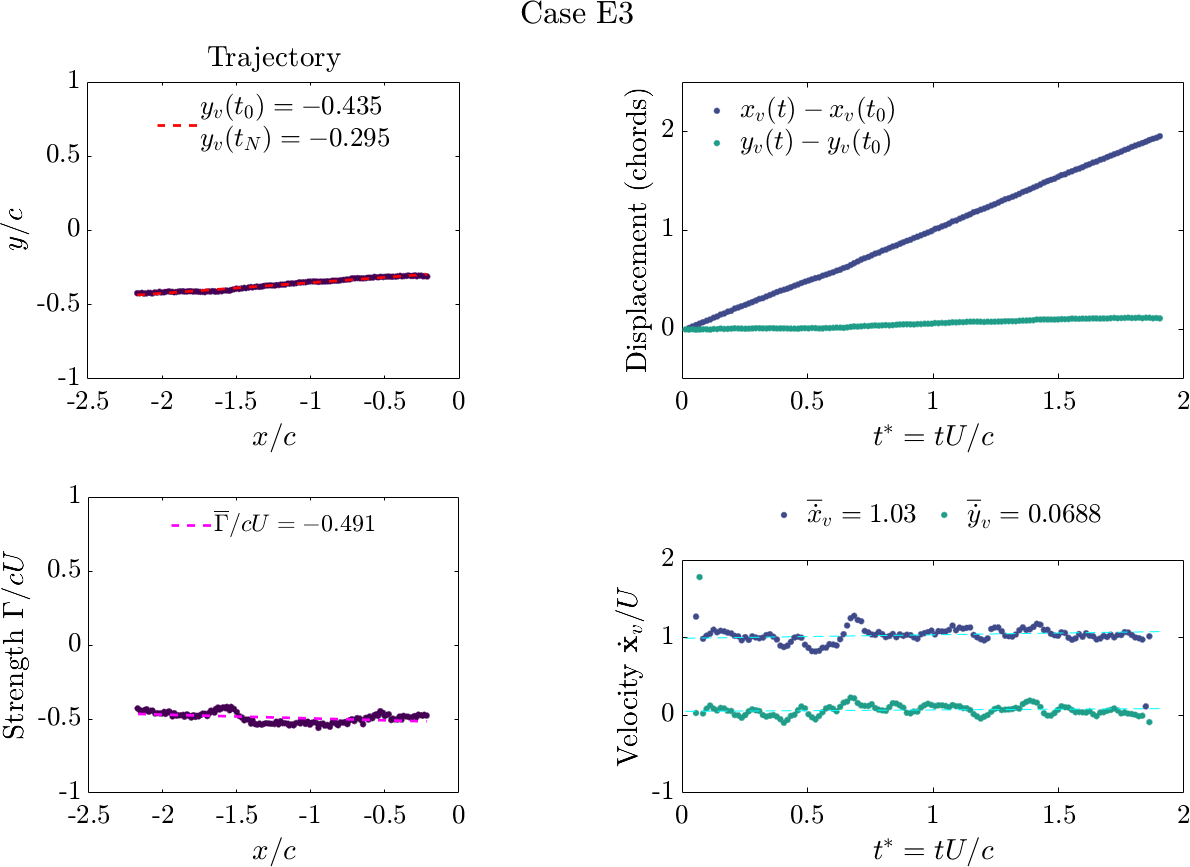 Case E3
Trajectory
1
0.5
0
-0.5
-1
y/c
y_v(t_0) = −0.435
y_v(t_N) = −0.295
-2.5 -2 -1.5 -1 -0.5 0
x/c
2
1
0
Displacement (chords)
x_v(t) − x_v(t_0)
y_v(t) − y_v(t_0)
0 0.5 1 1.5 2
t* = tU/c
1
0.5
0
-0.5
-1
Strength Γ/cU
Γ̅/cU = −0.491
-2.5 -2 -1.5 -1 -0.5 0
x/c
ẋ̅_v = 1.03 ẏ̅_v = 0.0688
2
1
0
-1
Velocity ẋ_v/U
0 0.5 1 1.5 2
t* = tU/c